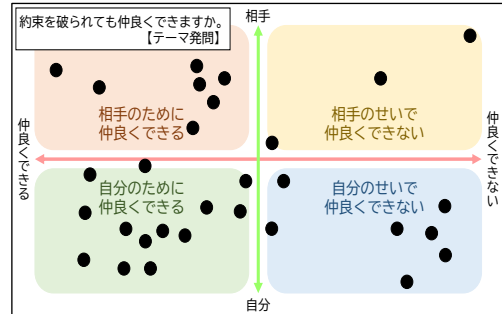 約束を破られても仲良くできますか。
【テーマ発問】
相手
相手のために
仲良くできる
相手のせいで
仲良くできない
仲良くできる
仲良くできない
自分のために
仲良くできる
自分のせいで
仲良くできない
自分